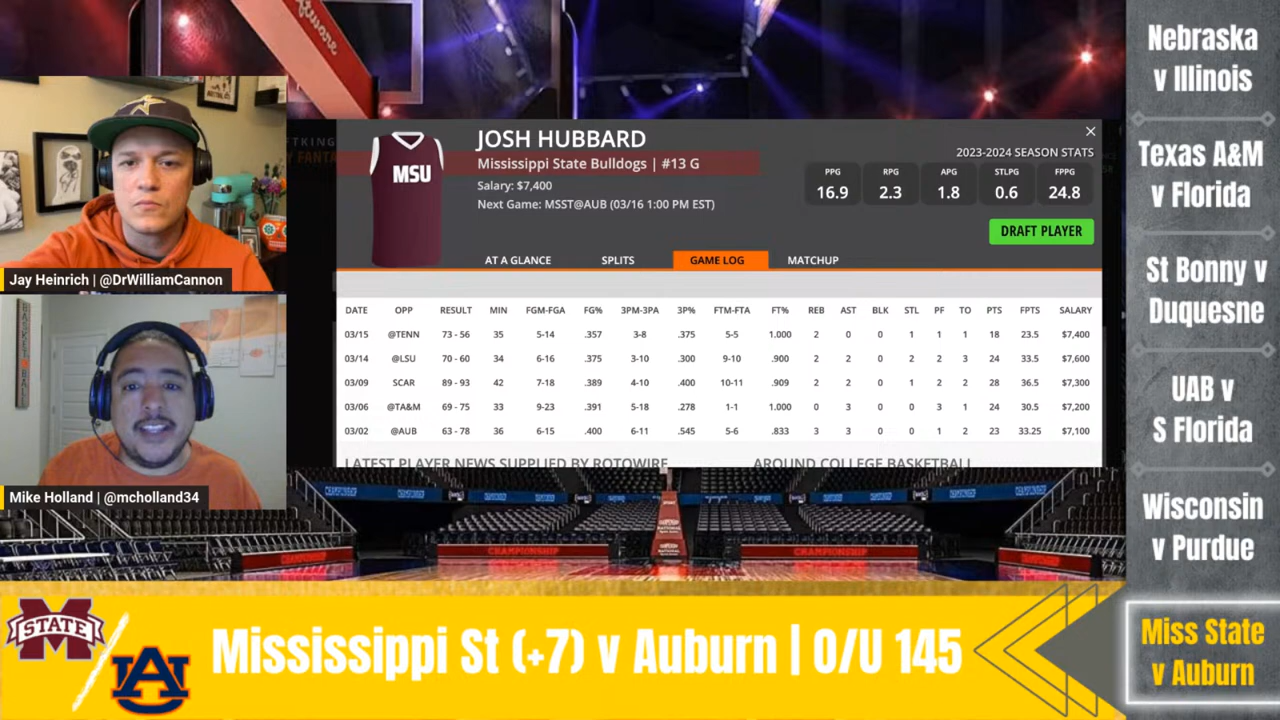 Nebraska
v Illinois
Texas A&M
v Florida
St Bonny v
Duquesne
UAB v
S Florida
Wisconsin
v Purdue
Miss State
v Auburn
Jay Heinrich | @DrWilliamCannon
Mike Holland | @mcholland34
JOSH HUBBARD
Mississippi State Bulldogs | #13 G
Salary: $7,400
Next Game: MSST@AUB (03/16 1:00 PM EST)
MSU
2023-2024 SEASON STATS
PPG RPG APG STLPG FPPG
16.9 2.3 1.8 0.6 24.8
DRAFT PLAYER
AT A GLANCE SPLITS GAME LOG MATCHUP
DATE OPP RESULT MIN FGM-FGA FG% 3PM-3PA 3P% FTM-FTA FT% REB AST BLK STL PF TO PTS FPTS SALARY
03/15 @TENN 73 - 56 35 5-14 .357 3-8 .375 5-5 1.000 2 0 0 1 1 1 18 23.5 $7,400
03/14 @LSU 70 - 60 34 6-16 .375 3-10 .300 9-10 .900 2 2 0 2 2 3 24 33.5 $7,600
03/09 SCAR 89 - 93 42 7-18 .389 4-10 .400 10-11 .909 2 2 0 1 2 2 28 36.5 $7,300
03/06 @TA&M 69 - 75 33 9-23 .391 5-18 .278 1-1 1.000 0 3 0 0 3 1 24 30.5 $7,200
03/02 @AUB 63 - 78 36 6-15 .400 6-11 .545 5-6 .833 3 3 0 0 1 2 23 33.25 $7,100
LATEST PLAYER NEWS SUPPLIED BY ROTOWIRE AROUND COLLEGE BASKETBALL
CHAMPIONSHIP CHAMPIONSHIP
STATE
Mississippi St (+7) v Auburn | O/U 145